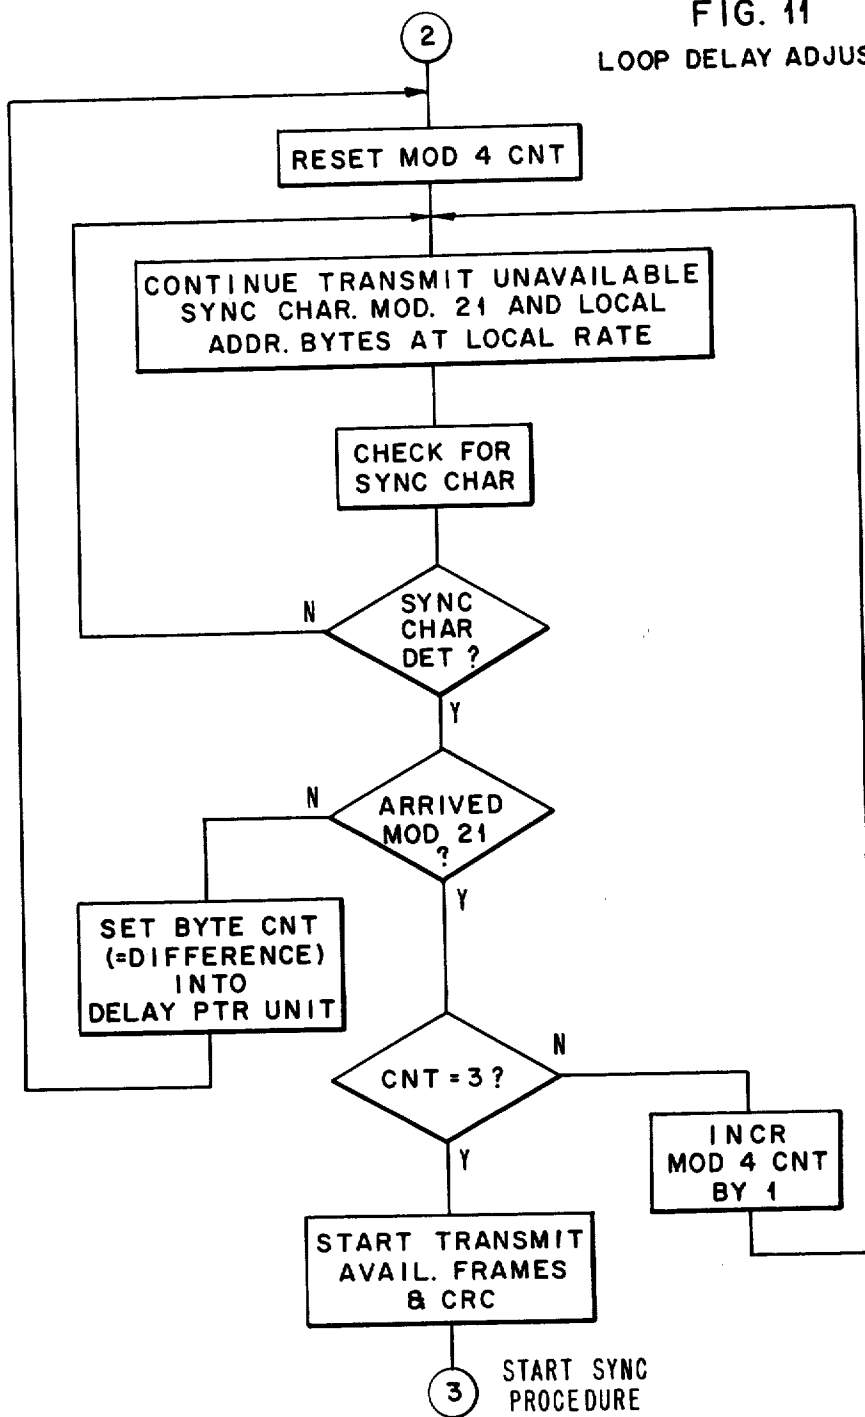 FIG. 11
LOOP DELAY ADJUS
2
RESET MOD 4 CNT
CONTINUE TRANSMIT UNAVAILABLE
SYNC CHAR. MOD. 21 AND LOCAL
ADDR. BYTES AT LOCAL RATE
CHECK FOR
SYNC CHAR
SYNC
CHAR
DET ?
N
Y
ARRIVED
MOD 21
?
N
Y
SET BYTE CNT
(=DIFFERENCE)
INTO
DELAY PTR UNIT
CNT = 3 ?
N
Y
INCR
MOD 4 CNT
BY 1
START TRANSMIT
AVAIL. FRAMES
& CRC
3
START SYNC
PROCEDURE